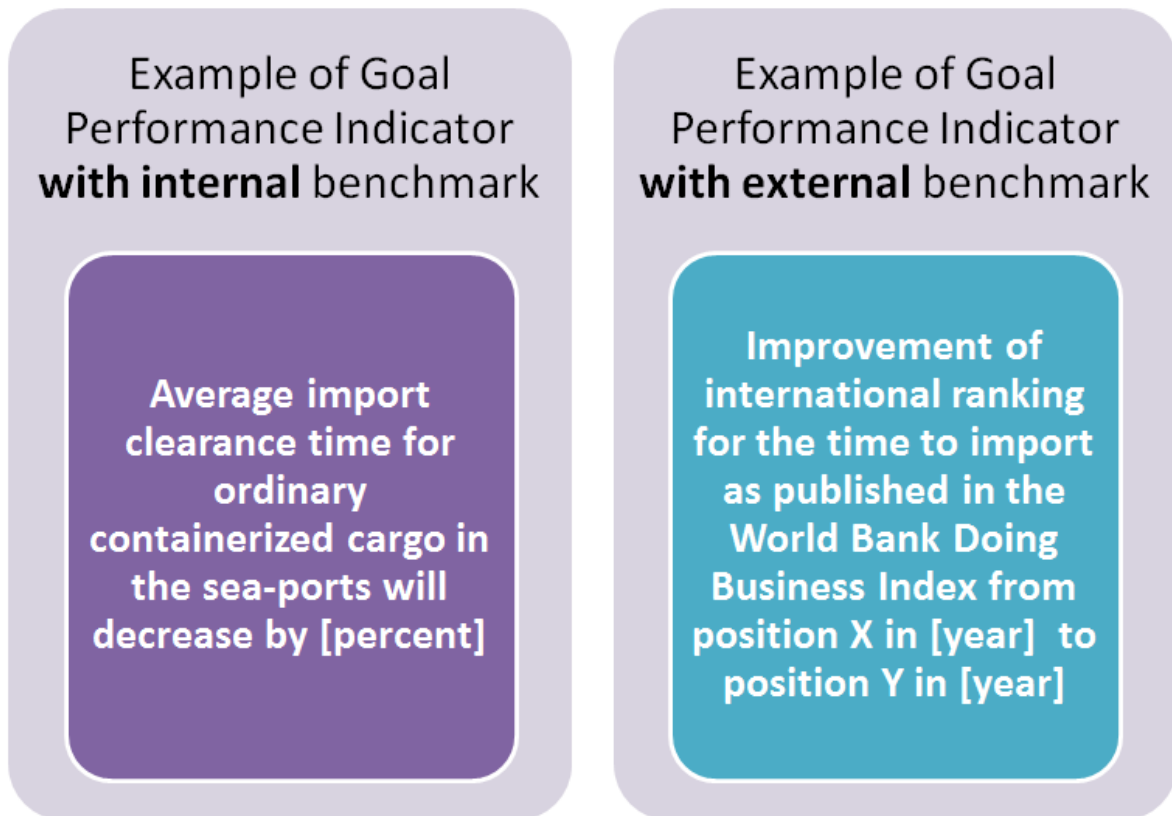 Example of Goal
Performance Indicator
with internal benchmark
Average import
clearance time for
ordinary
containerized cargo in
the sea-ports will
decrease by [percent]
Example of Goal
Performance Indicator
with external benchmark
Improvement of
international ranking
for the time to import
as published in the
World Bank Doing
Business Index from
position X in [year]  to
position Y in [year]